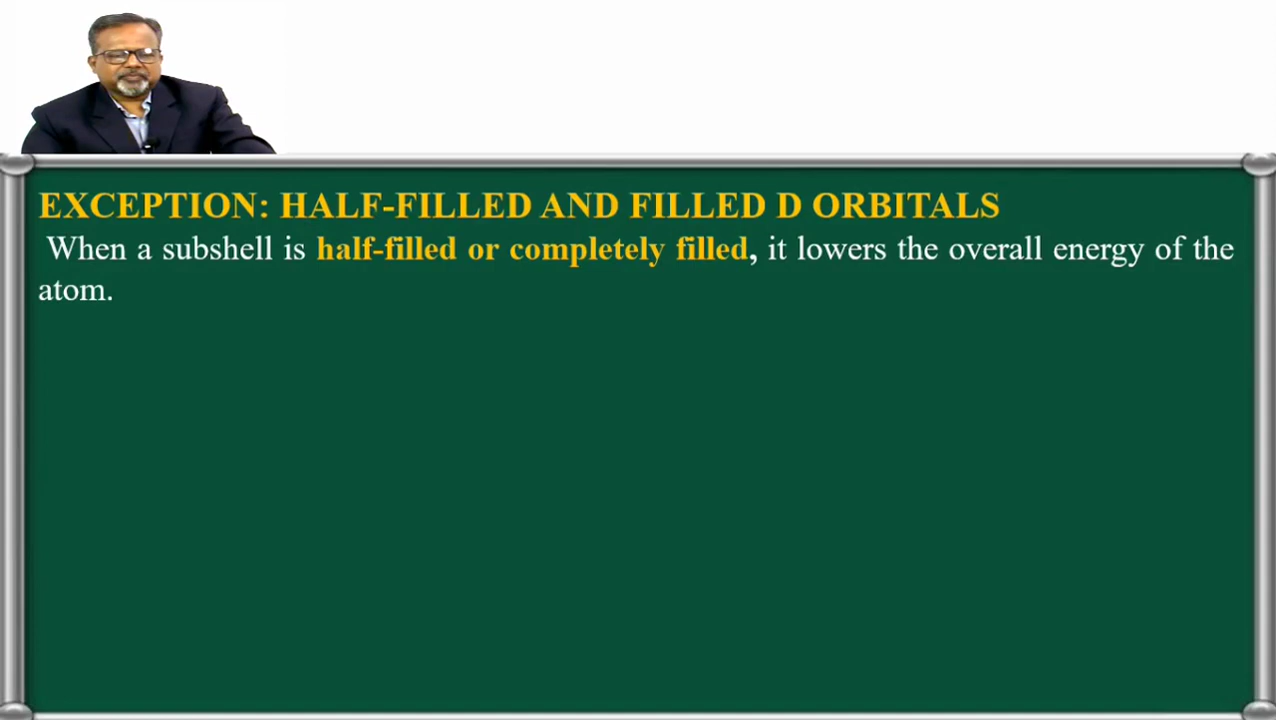 EXCEPTION: HALF-FILLED AND FILLED D ORBITALS
When a subshell is half-filled or completely filled, it lowers the overall energy of the
atom.